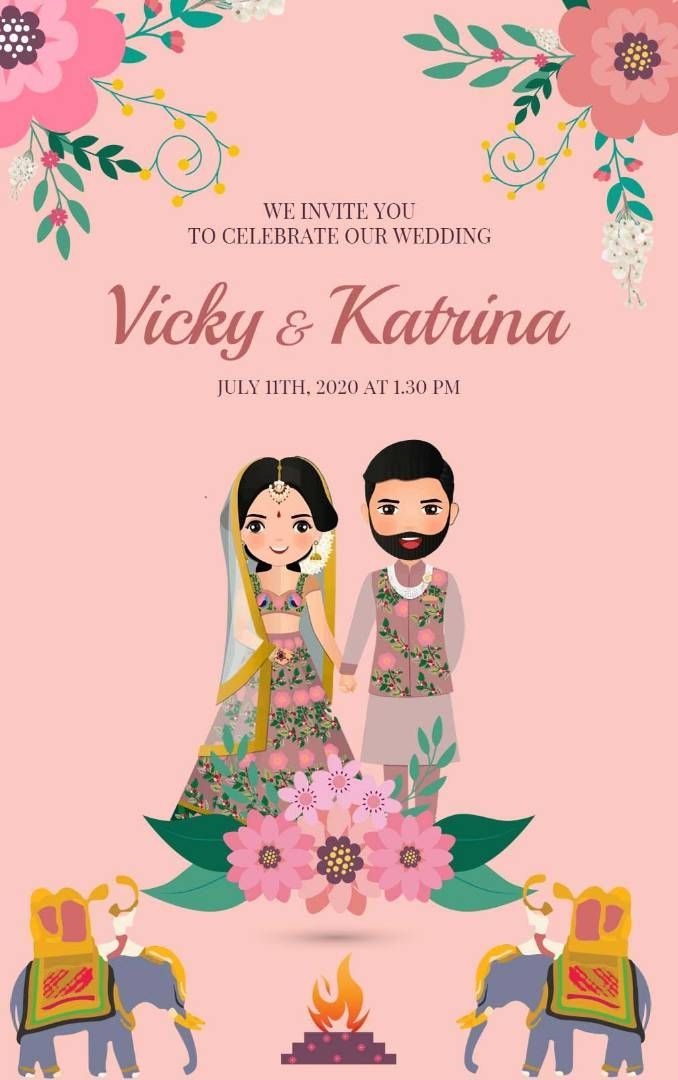 WE INVITE YOU
TO CELEBRATE OUR WEDDING
Vicky & Katrina
JULY 11TH, 2020 AT 1.30 PM